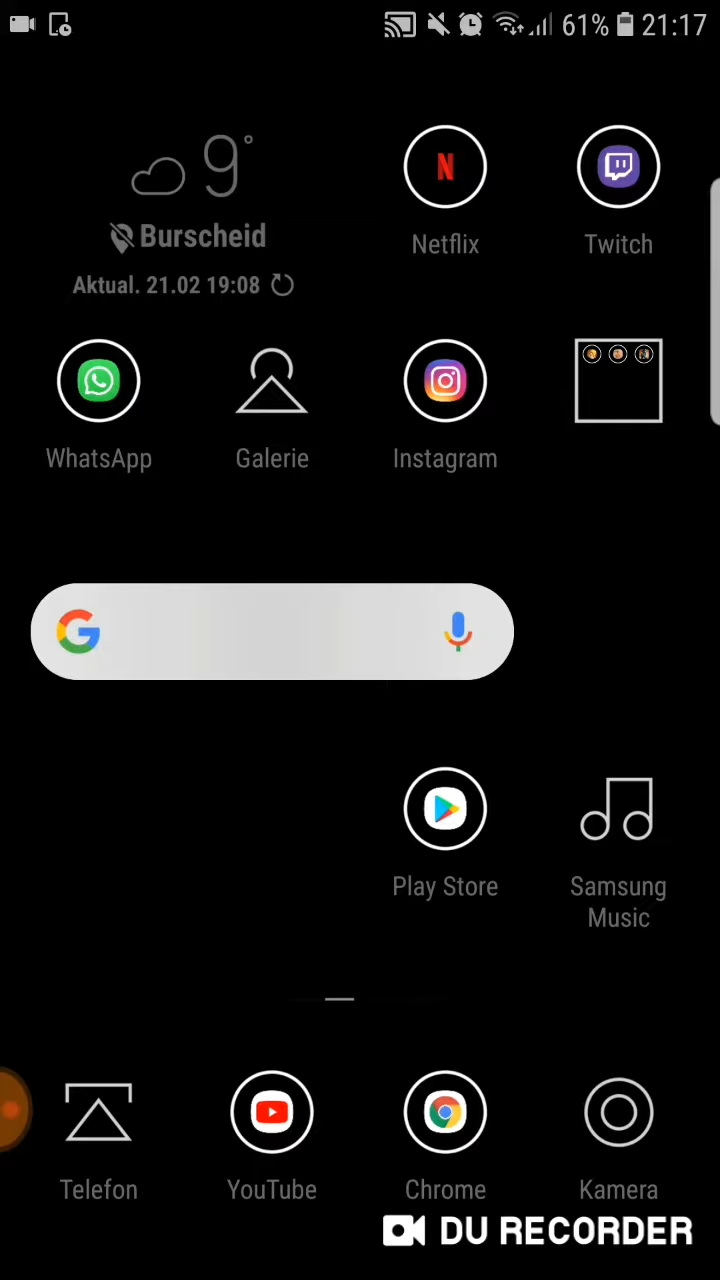 61% 21:17
9°
Burscheid
Aktual. 21.02 19:08
Netflix
Twitch
WhatsApp
Galerie
Instagram
Play Store
Samsung
Music
Telefon
YouTube
Chrome
Kamera
DU RECORDER